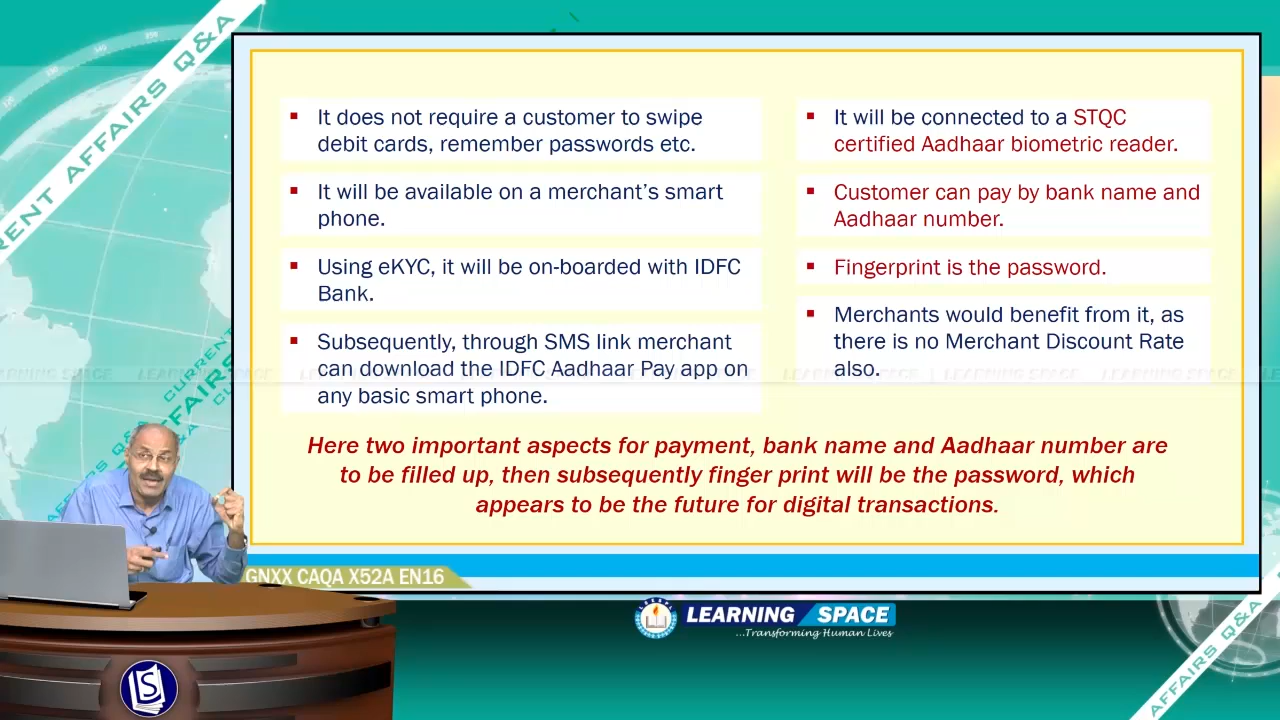 CURRENT AFFAIRS Q&A
▪ It does not require a customer to swipe
debit cards, remember passwords etc.
▪ It will be available on a merchant’s smart
phone.
▪ Using eKYC, it will be on-boarded with IDFC
Bank.
▪ Subsequently, through SMS link merchant
can download the IDFC Aadhaar Pay app on
any basic smart phone.
▪ It will be connected to a STQC
certified Aadhaar biometric reader.
▪ Customer can pay by bank name and
Aadhaar number.
▪ Fingerprint is the password.
▪ Merchants would benefit from it, as
there is no Merchant Discount Rate
also.
Here two important aspects for payment, bank name and Aadhaar number are
to be filled up, then subsequently finger print will be the password, which
appears to be the future for digital transactions.
GNXX CAQA X52A EN16
LEARNING SPACE
...Transforming Human Lives
LS
AFFAIRS Q&A